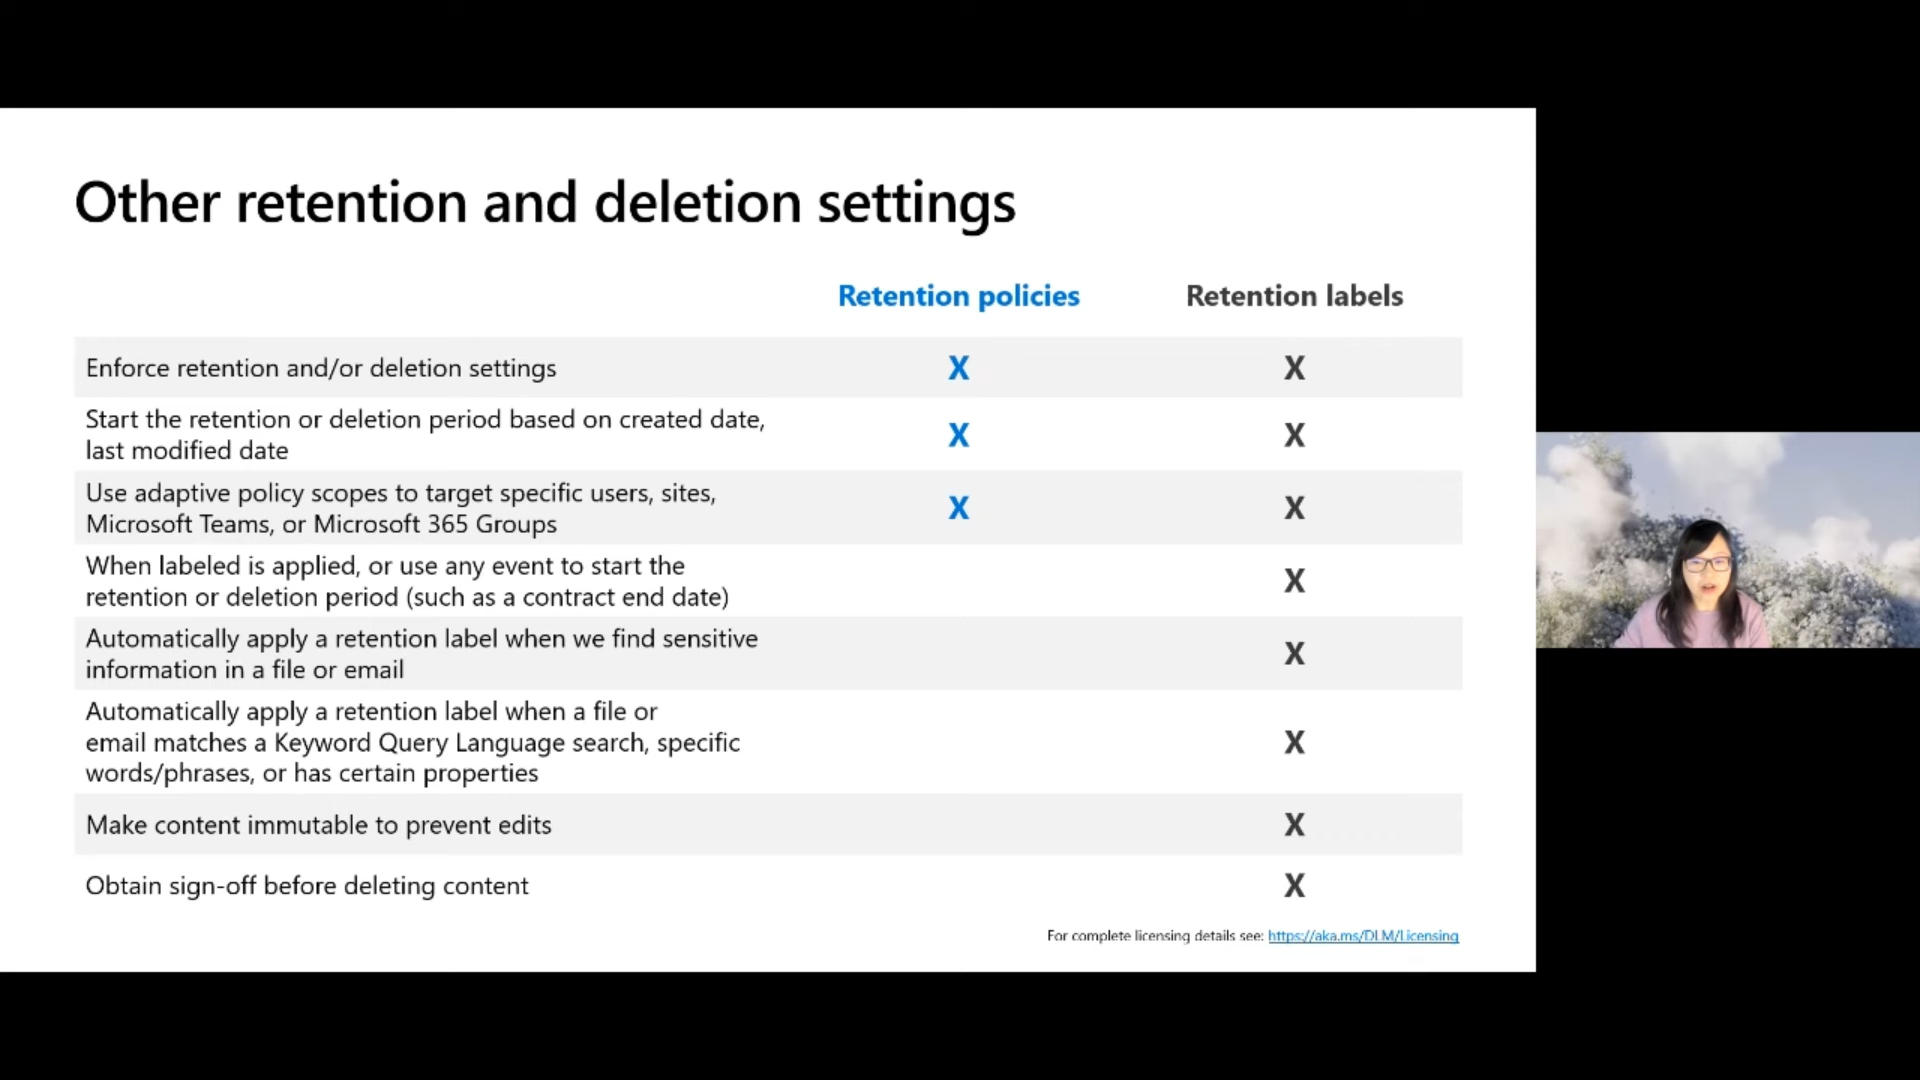 Other retention and deletion settings
Retention policies Retention labels
Enforce retention and/or deletion settings X X
Start the retention or deletion period based on created date,
last modified date X X
Use adaptive policy scopes to target specific users, sites,
Microsoft Teams, or Microsoft 365 Groups X X
When labeled is applied, or use any event to start the
retention or deletion period (such as a contract end date) X
Automatically apply a retention label when we find sensitive
information in a file or email X
Automatically apply a retention label when a file or
email matches a Keyword Query Language search, specific X
words/phrases, or has certain properties
Make content immutable to prevent edits X
Obtain sign-off before deleting content X
For complete licensing details see: https://aka.ms/DLM/Licensing